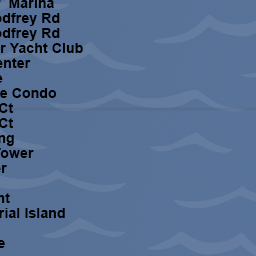 Marina
odfrey Rd
odfrey Rd
r Yacht Club
enter
e
e Condo
Ct
Ct
ng
Tower
er
nt
rial Island
e